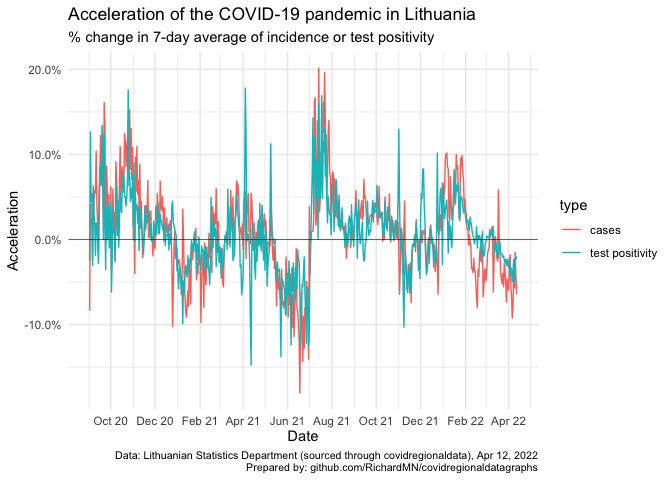 Acceleration of the COVID-19 pandemic in Lithuania
% change in 7-day average of incidence or test positivity
20.0%
10.0%
0.0%
-10.0%
Acceleration
Oct 20 Dec 20 Feb 21 Apr 21 Jun 21 Aug 21 Oct 21 Dec 21 Feb 22 Apr 22
Date
type
cases
test positivity
Data: Lithuanian Statistics Department (sourced through covidregionaldata), Apr 12, 2022
Prepared by: github.com/RichardMN/covidregionaldatagraphs